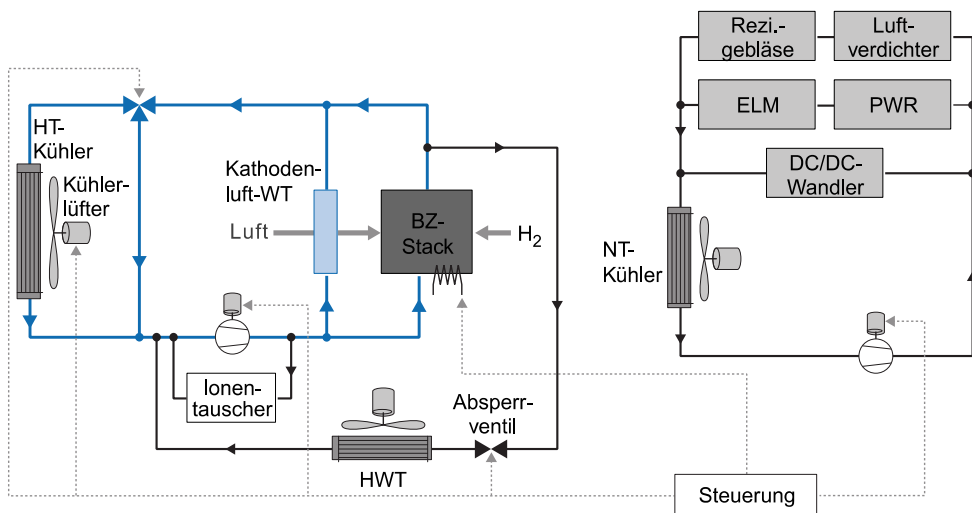 Rezi.-
gebläse
Luft-
verdichter
ELM
PWR
DC/DC-
Wandler
NT-
Kühler
HT-
Kühler
Kühler-
lüfter
Kathoden-
luft-WT
Luft
BZ-
Stack
H₂
Ionen-
tauscher
Absperr-
ventil
HWT
Steuerung